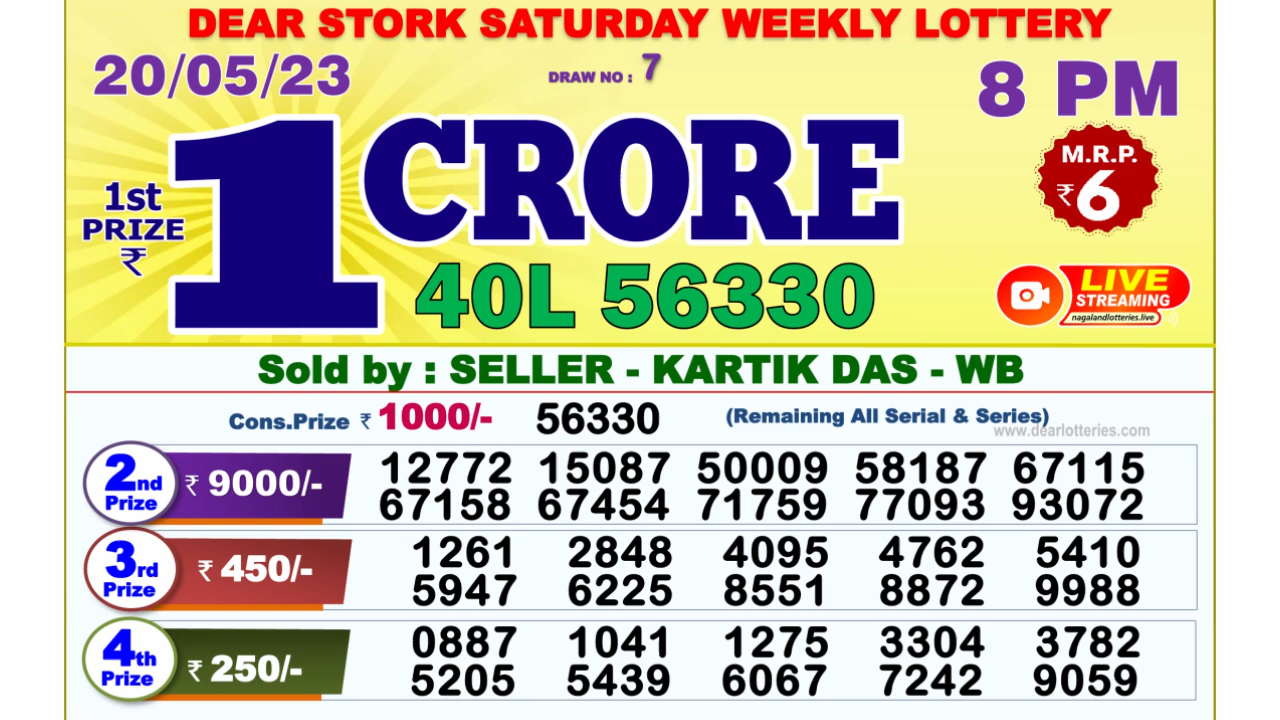 DEAR STORK SATURDAY WEEKLY LOTTERY
20/05/23
DRAW NO : 7
8 PM
1st
PRIZE
₹
1 CRORE
M.R.P.
₹ 6
40L 56330
LIVE
STREAMING
nagalandlotteries.live
Sold by : SELLER - KARTIK DAS - WB
Cons.Prize ₹ 1000/- 56330 (Remaining All Serial & Series)
www.dearlotteries.com
2nd Prize ₹ 9000/-
12772 15087 50009 58187 67115
67158 67454 71759 77093 93072
3rd Prize ₹ 450/-
1261 2848 4095 4762 5410
5947 6225 8551 8872 9988
4th Prize ₹ 250/-
0887 1041 1275 3304 3782
5205 5439 6067 7242 9059